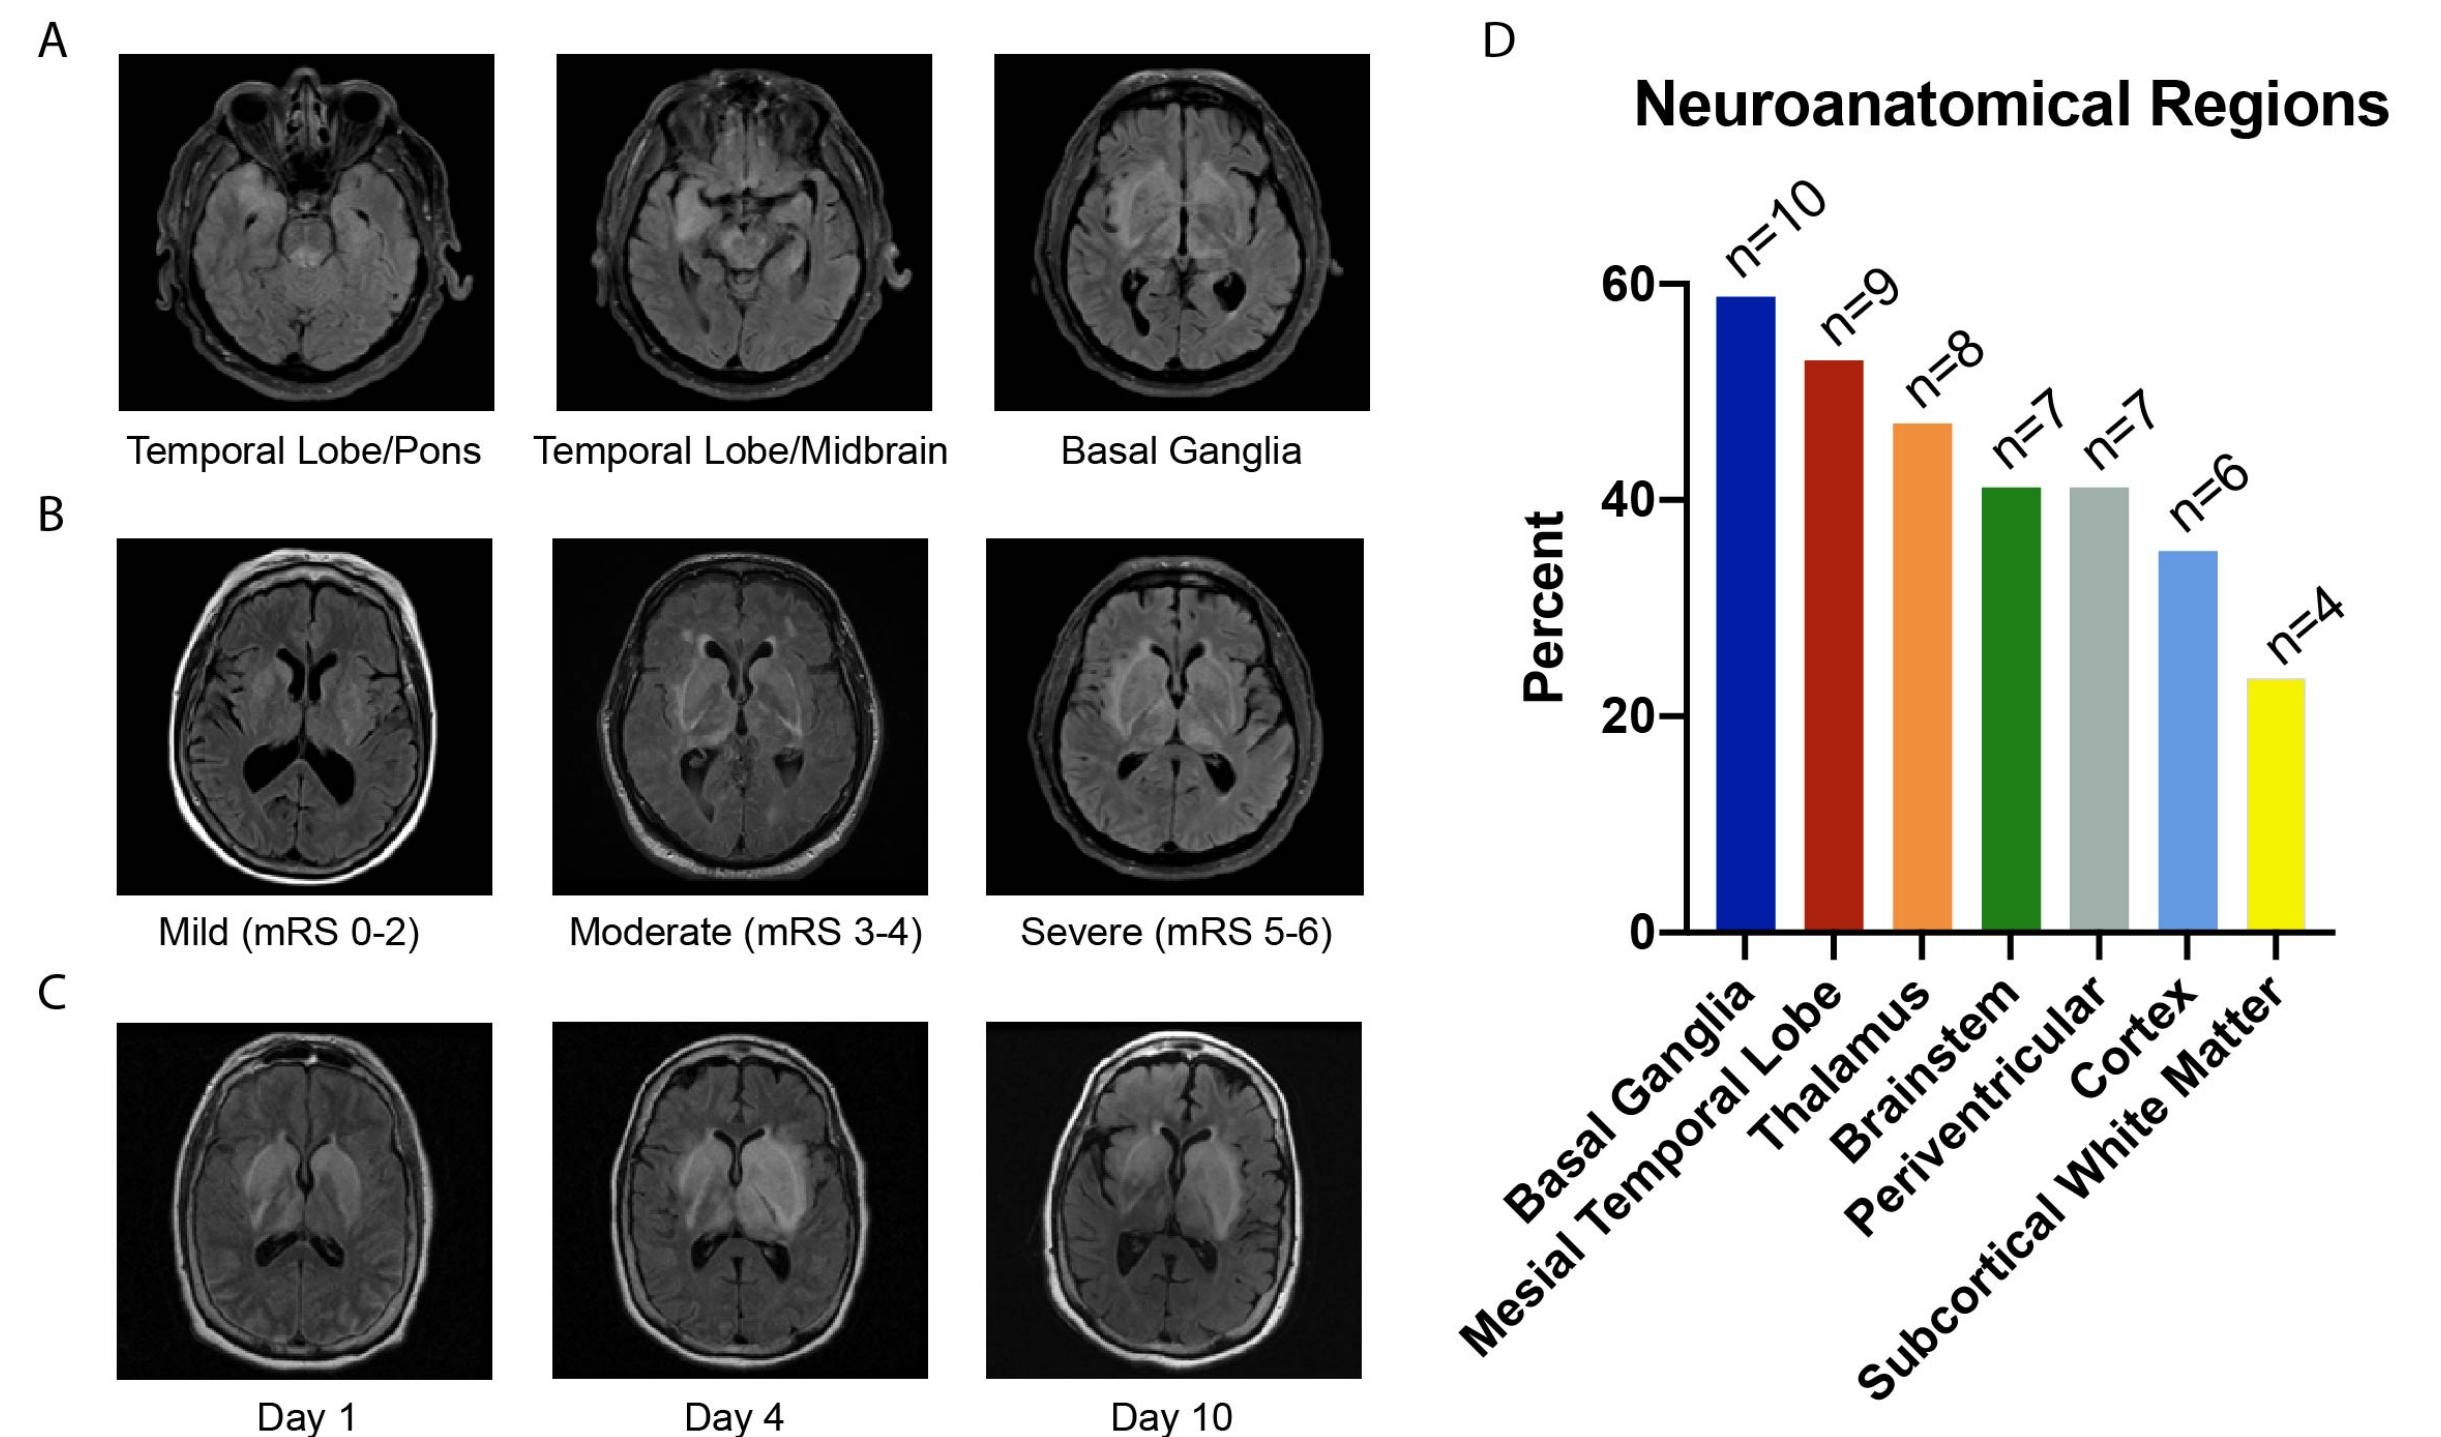 A
Temporal Lobe/Pons
Temporal Lobe/Midbrain
Basal Ganglia
B
Mild (mRS 0-2)
Moderate (mRS 3-4)
Severe (mRS 5-6)
C
Day 1
Day 4
Day 10
D
Neuroanatomical Regions
Percent
60
40
20
0
n=10
n=9
n=8
n=7
n=7
n=6
n=4
Basal Ganglia
Mesial Temporal Lobe
Thalamus
Brainstem
Periventricular
Cortex
Subcortical White Matter